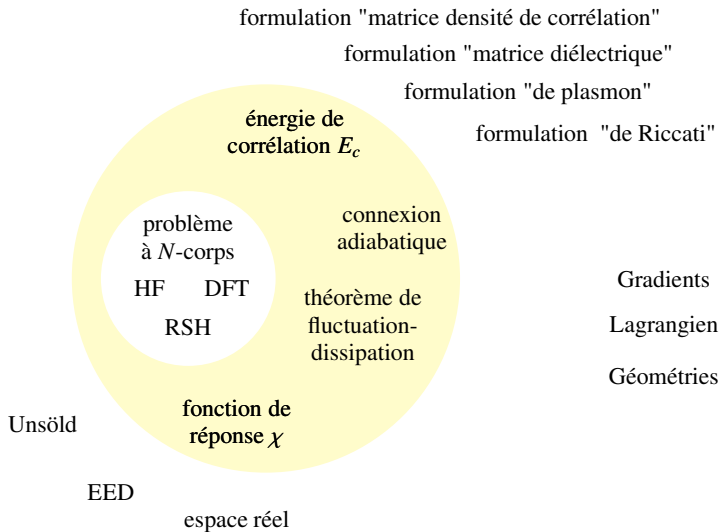 formulation "matrice densité de corrélation"
formulation "matrice diélectrique"
formulation "de plasmon"
formulation "de Riccati"
énergie de
corrélation E_c
connexion
adiabatique
problème
à N-corps
HF DFT
RSH
théorème de
fluctuation-
dissipation
fonction de
réponse χ
Gradients
Lagrangien
Géométries
Unsöld
EED
espace réel